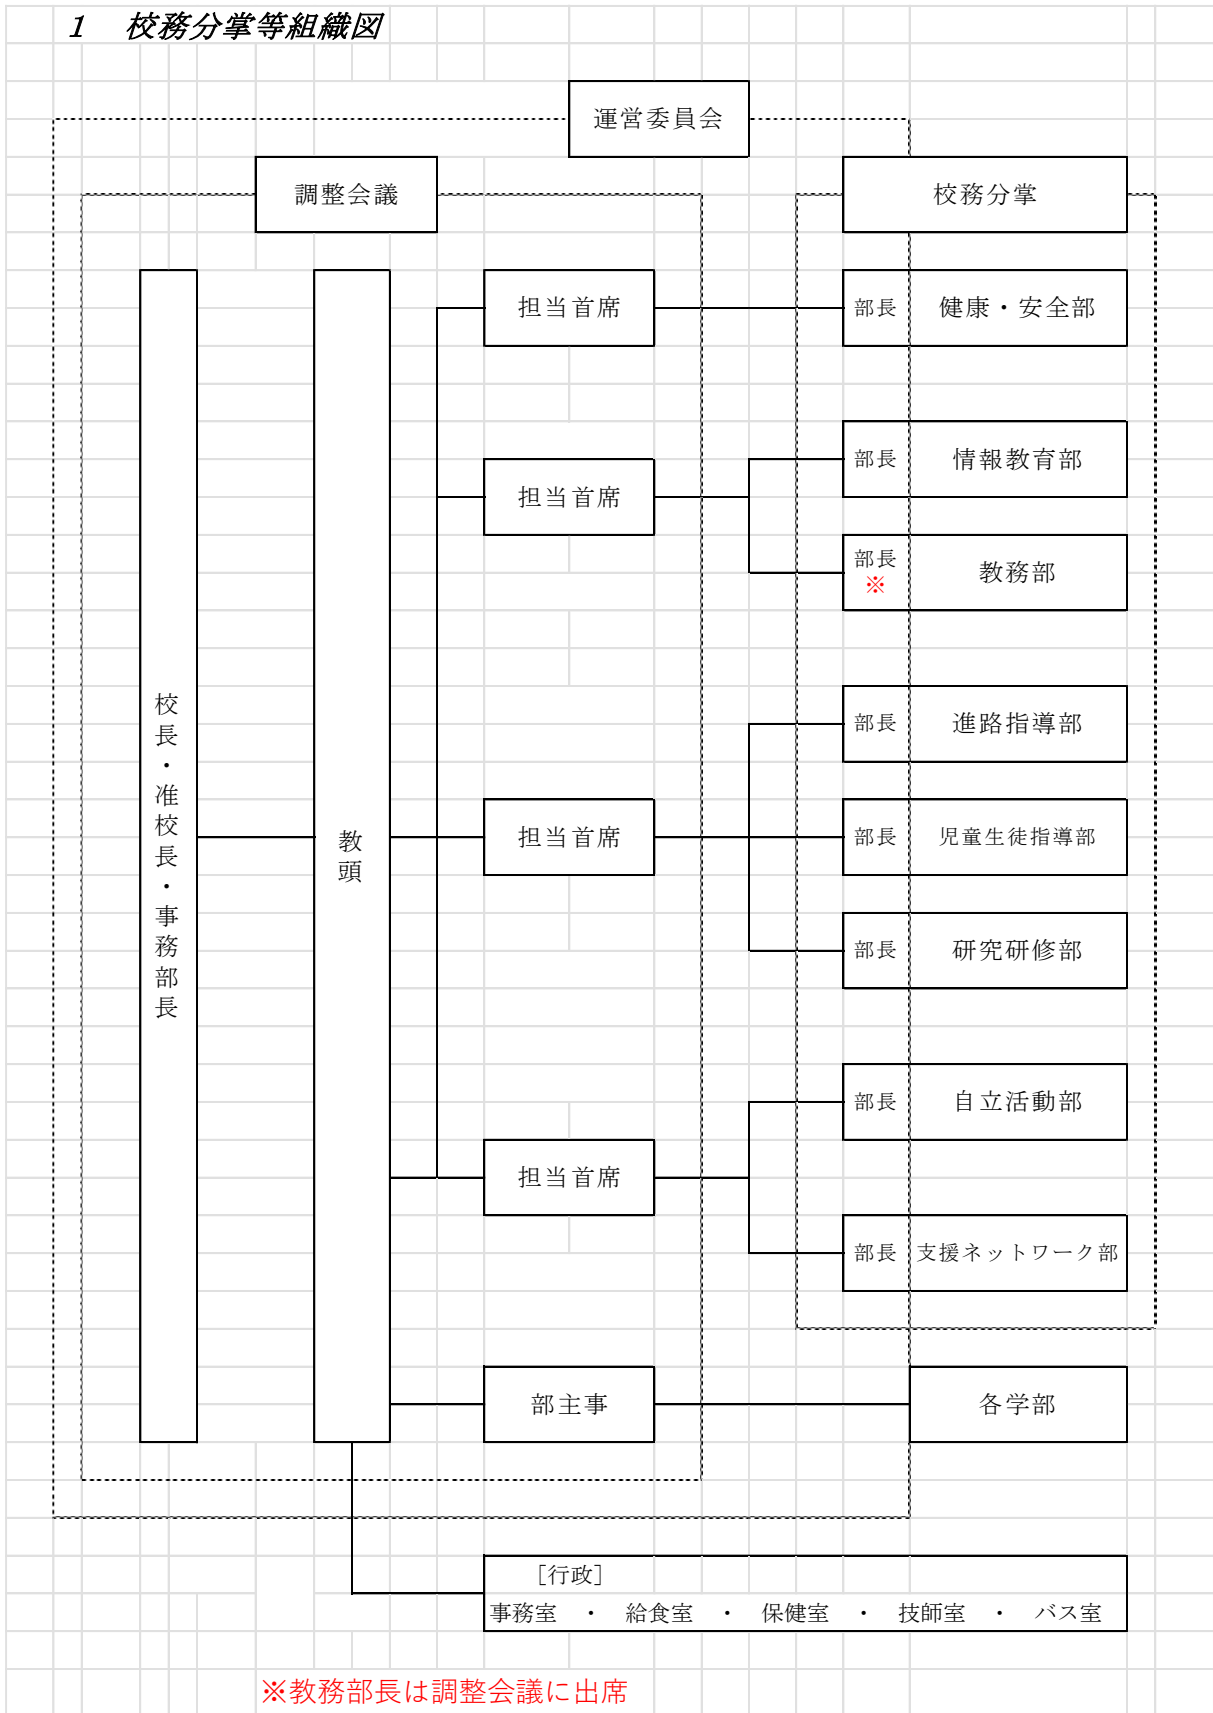 1 校務分掌等組織図
運営委員会
調整会議
校務分掌
校長・准校長・事務部長
教頭
担当首席
部長 健康・安全部
担当首席
部長 情報教育部
部長 教務部
※
担当首席
部長 進路指導部
部長 児童生徒指導部
部長 研究研修部
担当首席
部長 自立活動部
部長 支援ネットワーク部
部主事
各学部
［行政］
事務室 ・ 給食室 ・ 保健室 ・ 技師室 ・ バス室
※教務部長は調整会議に出席